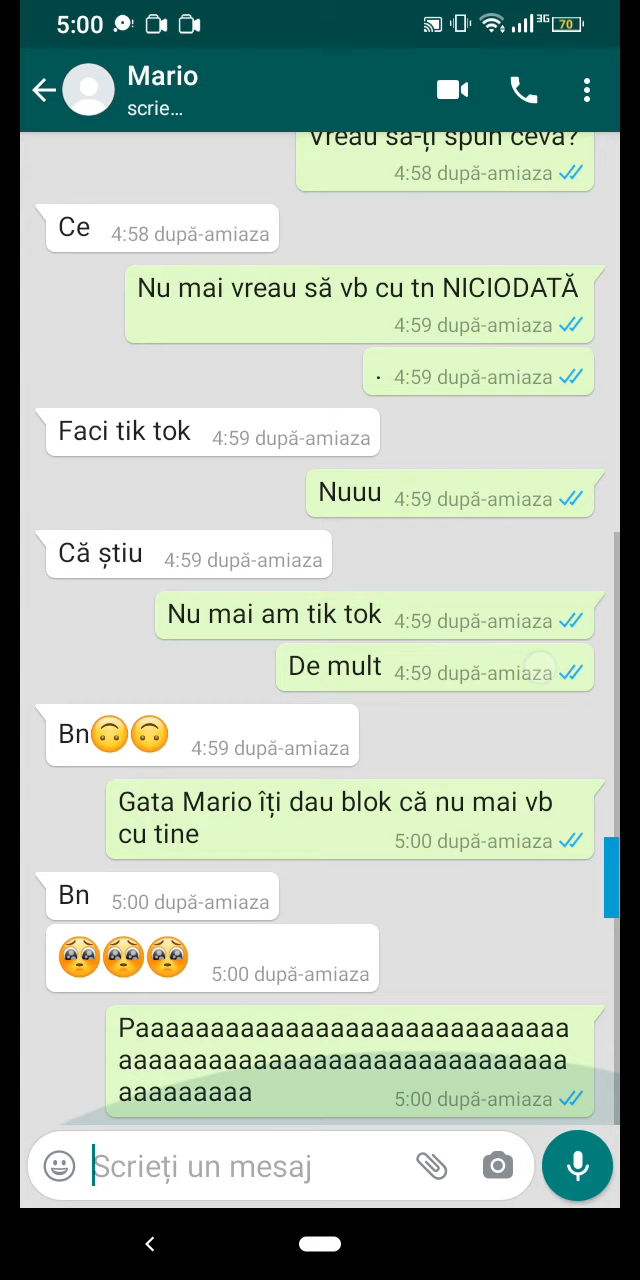 5:00
3G 70
Mario
scrie...
Vreau să-ți spun ceva?
4:58 după-amiaza
Ce 4:58 după-amiaza
Nu mai vreau să vb cu tn NICIODATĂ
4:59 după-amiaza
. 4:59 după-amiaza
Faci tik tok 4:59 după-amiaza
Nuuu 4:59 după-amiaza
Că știu 4:59 după-amiaza
Nu mai am tik tok 4:59 după-amiaza
De mult 4:59 după-amiaza
Bn🙃🙃 4:59 după-amiaza
Gata Mario îți dau blok că nu mai vb
cu tine 5:00 după-amiaza
Bn 5:00 după-amiaza
🥺🥺🥺 5:00 după-amiaza
Paaaaaaaaaaaaaaaaaaaaaaaaaaaaa
aaaaaaaaaaaaaaaaaaaaaaaaaaaaaa
aaaaaaaaa 5:00 după-amiaza
Scrieți un mesaj